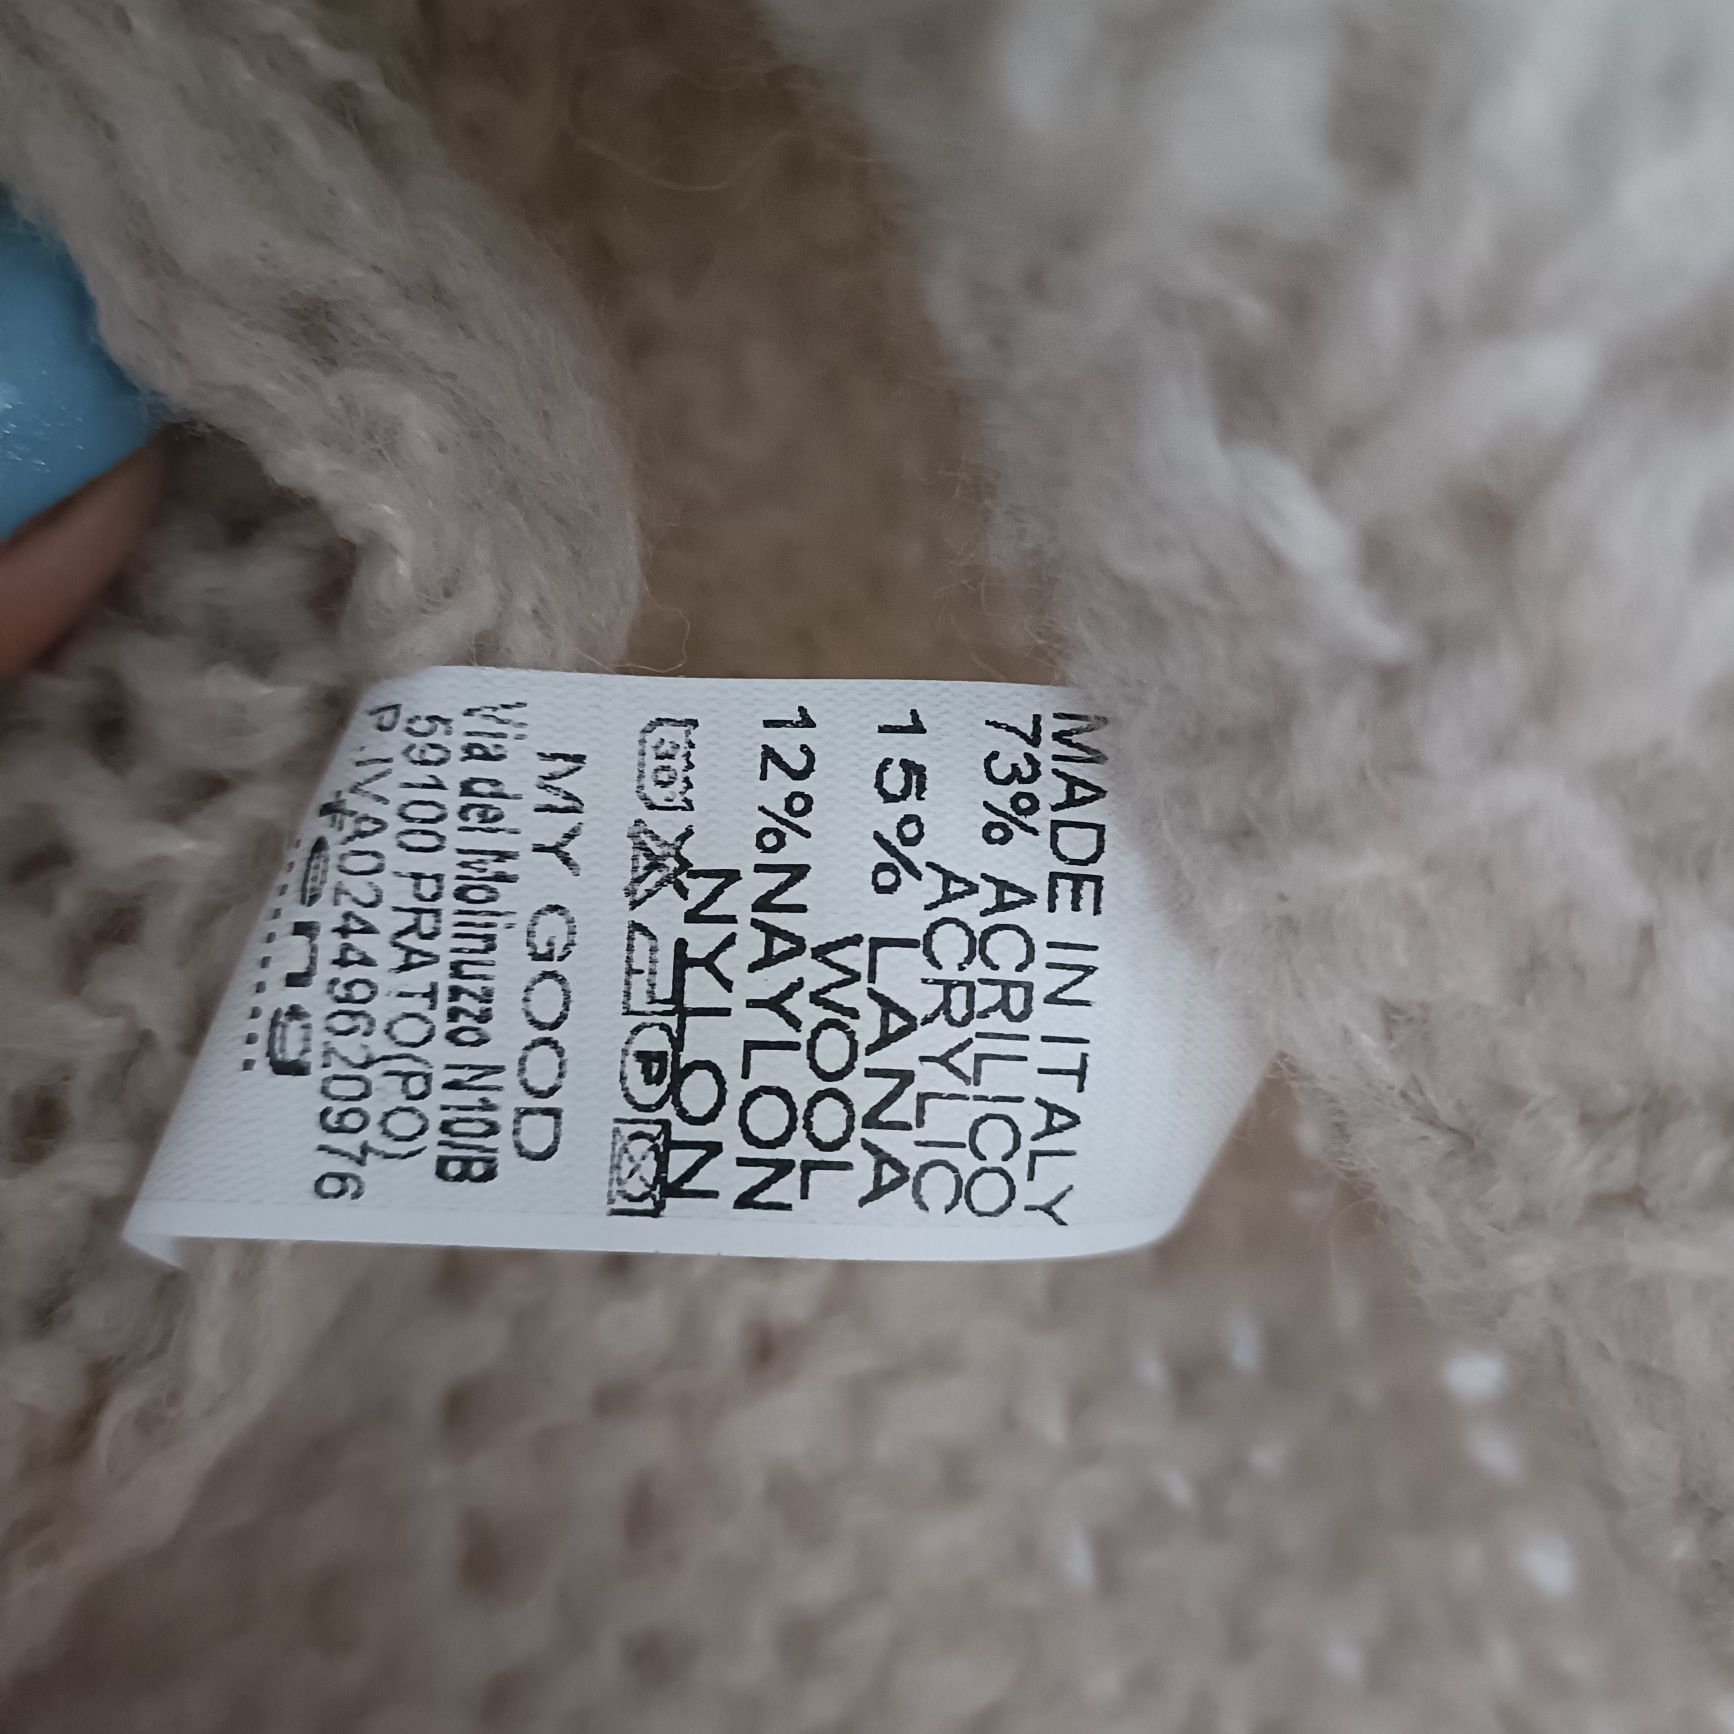 MADE IN ITALY
73% ACRILICO
ACRYLIC
15% LANA
WOOL
12%NAYLON
NYLON
30 P
MY GOOD
Via del Molinuzzo N10/B
59100 PRATO(PO)
P.IVA02449620976